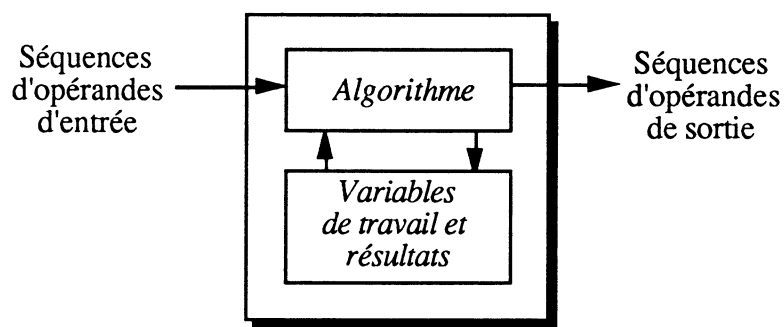 Séquences
d'opérandes
d'entrée
Algorithme
Séquences
d'opérandes
de sortie
Variables
de travail et
résultats